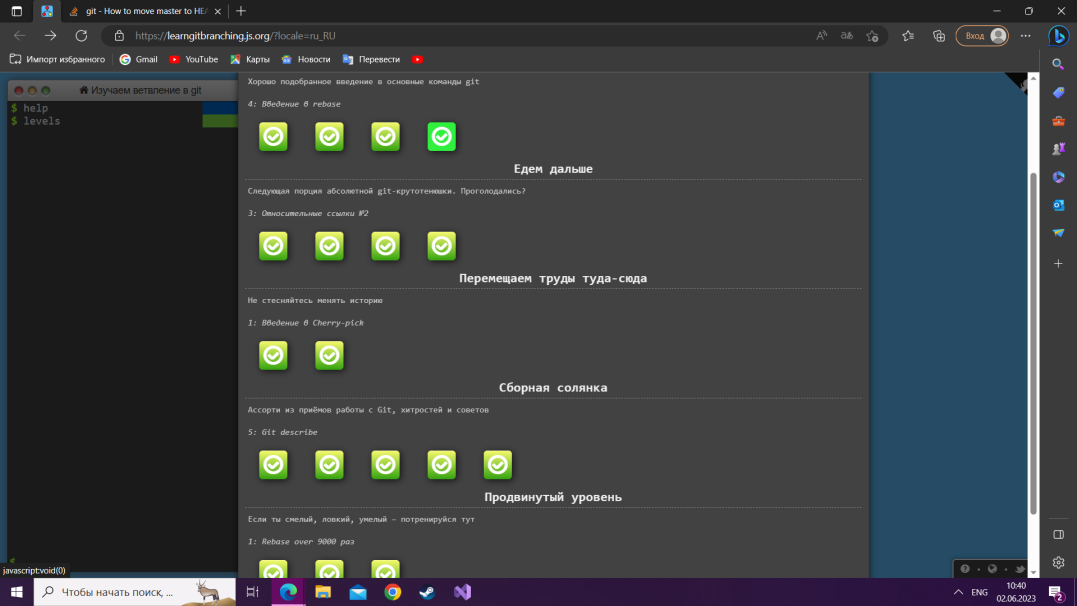 git - How to move master to HEA
https://learngitbranching.js.org/?locale=ru_RU
Вход
Импорт избранного
Gmail
YouTube
Карты
Новости
Перевести
Изучаем ветвление в git
$ help
$ levels
$
Хорошо подобранное введение в основные команды git
4: Введение в rebase
Едем дальше
Следующая порция абсолютной git-крутотенюшки. Проголодались?
3: Относительные ссылки №2
Перемещаем труды туда-сюда
Не стесняйтесь менять историю
1: Введение в Cherry-pick
Сборная солянка
Ассорти из приёмов работы с Git, хитростей и советов
5: Git describe
Продвинутый уровень
Если ты смелый, ловкий, умелый — потренируйся тут
1: Rebase over 9000 раз
javascript:void(0)
Чтобы начать поиск, ...
ENG
10:40
02.06.2023
2